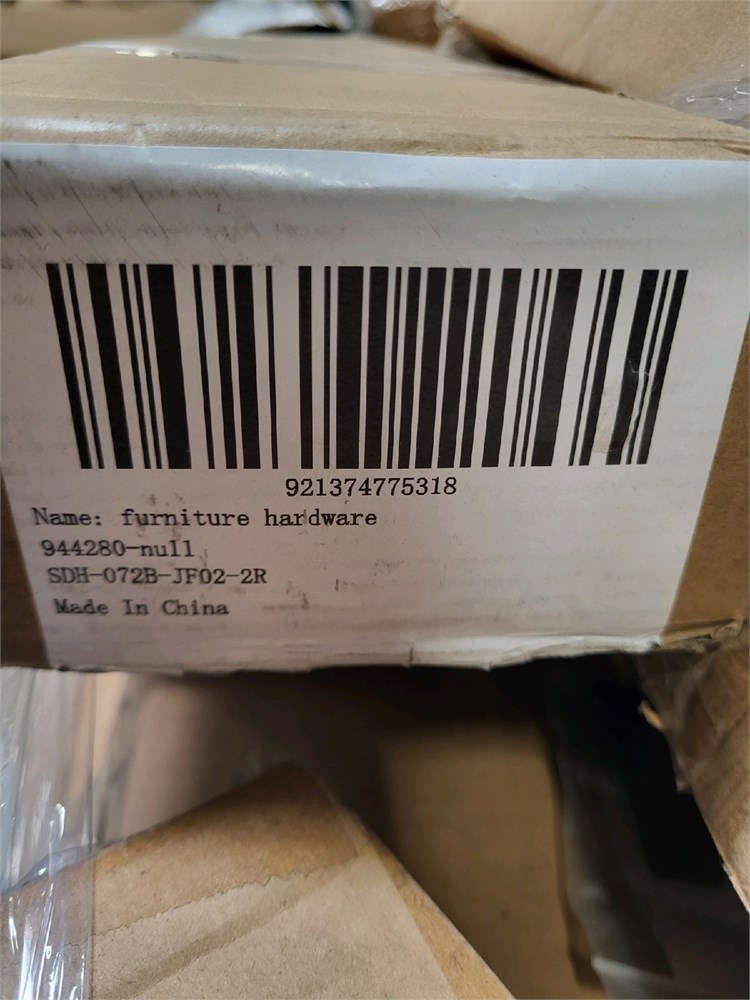 921374775318
Name: furniture hardware
944280-null
SDH-072B-JF02-2R
Made In China